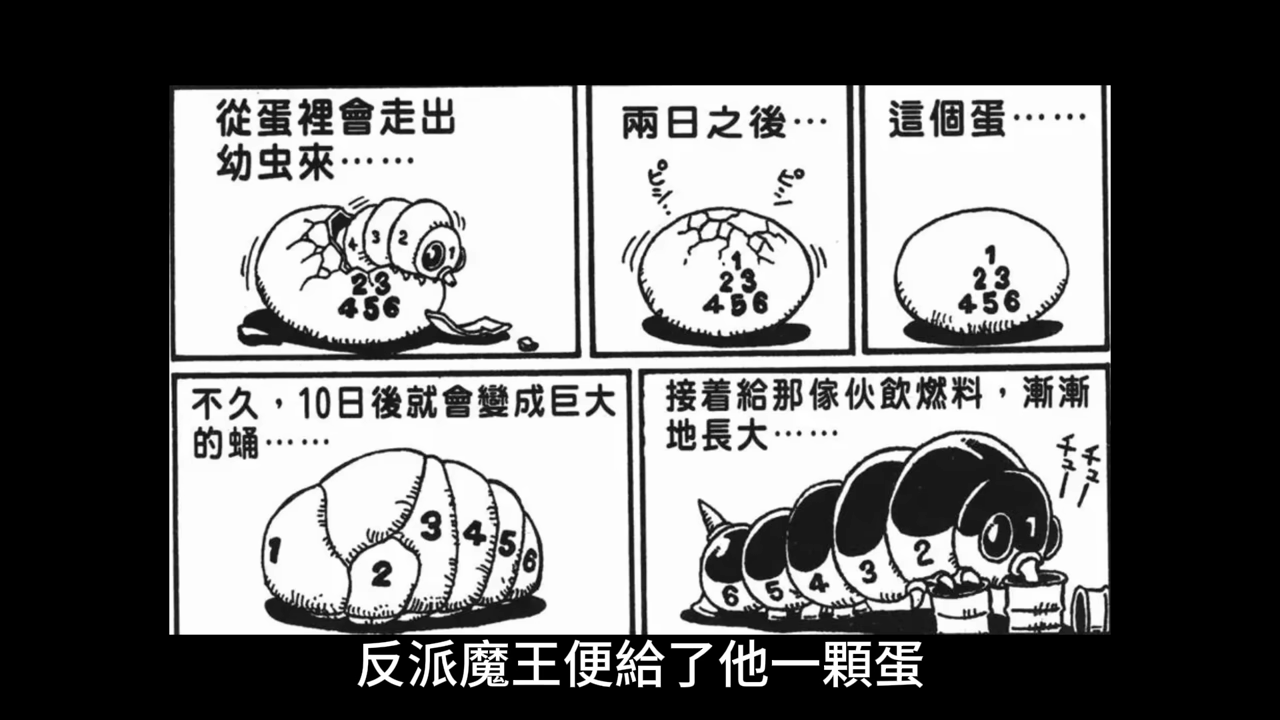 這個蛋……
1
23
456
兩日之後…
ピシ…
ピシ
1
23
456
從蛋裡會走出
幼虫來……
4 3 2 1
23
456
接着給那傢伙飲燃料，漸漸
地長大……
チュー
チュー
6 5 4 3 2 1
不久，10日後就會變成巨大
的蛹……
1 2 3 4 5 6
反派魔王便給了他一顆蛋